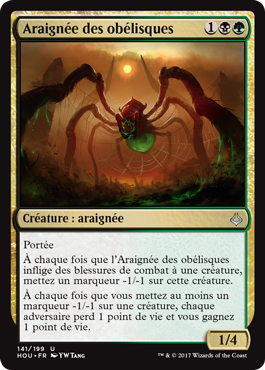 Araignée des obélisques 1
Créature : araignée
Portée
À chaque fois que l'Araignée des obélisques
inflige des blessures de combat à une créature,
mettez un marqueur -1/-1 sur cette créature.
À chaque fois que vous mettez au moins un
marqueur -1/-1 sur une créature, chaque
adversaire perd 1 point de vie et vous gagnez
1 point de vie.
1/4
141/199 U
HOU • FR YW TANG
™ & © 2017 Wizards of the Coast